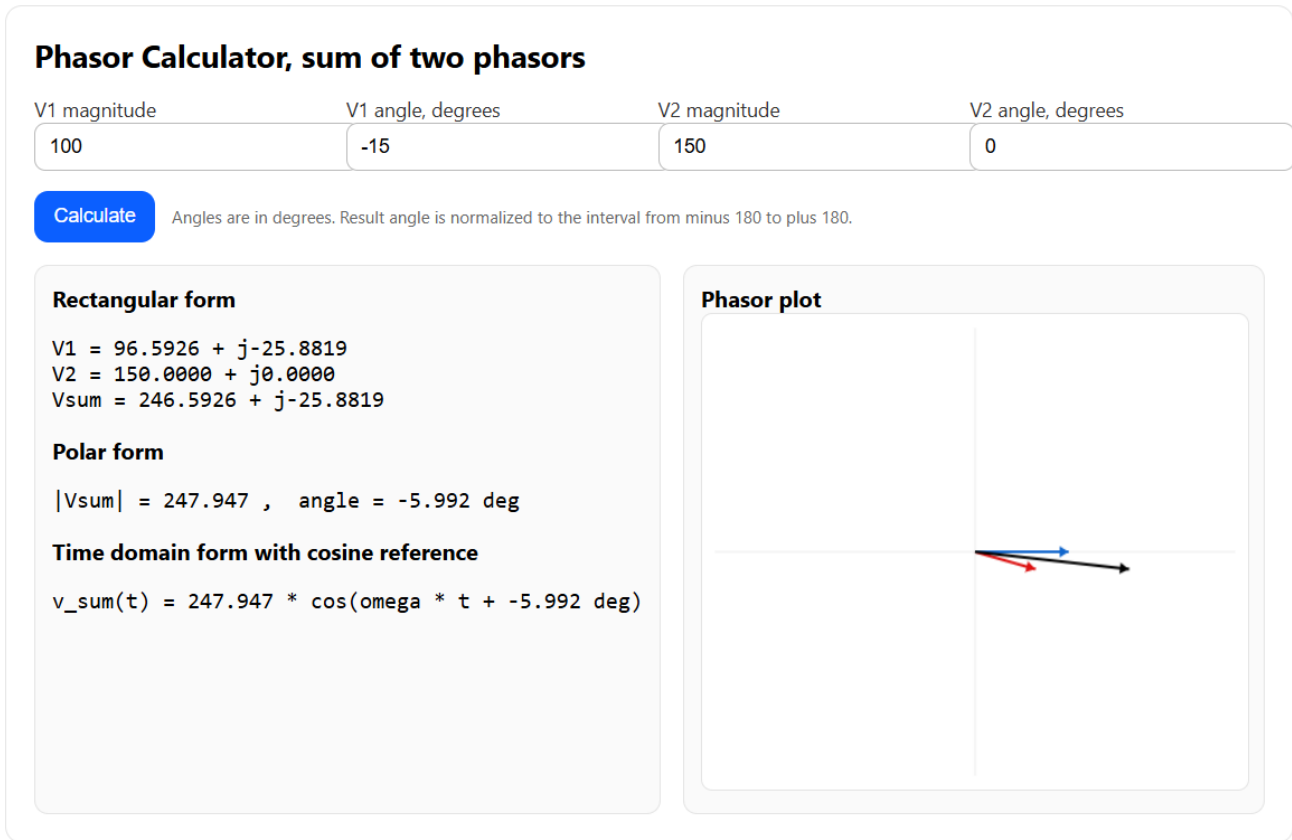 Phasor Calculator, sum of two phasors
V1 magnitude
V1 angle, degrees
V2 magnitude
V2 angle, degrees
100
-15
150
0
Calculate
Angles are in degrees. Result angle is normalized to the interval from minus 180 to plus 180.
Rectangular form
V1 = 96.5926 + j-25.8819
V2 = 150.0000 + j0.0000
Vsum = 246.5926 + j-25.8819
Polar form
|Vsum| = 247.947 ,  angle = -5.992 deg
Time domain form with cosine reference
v_sum(t) = 247.947 * cos(omega * t + -5.992 deg)
Phasor plot